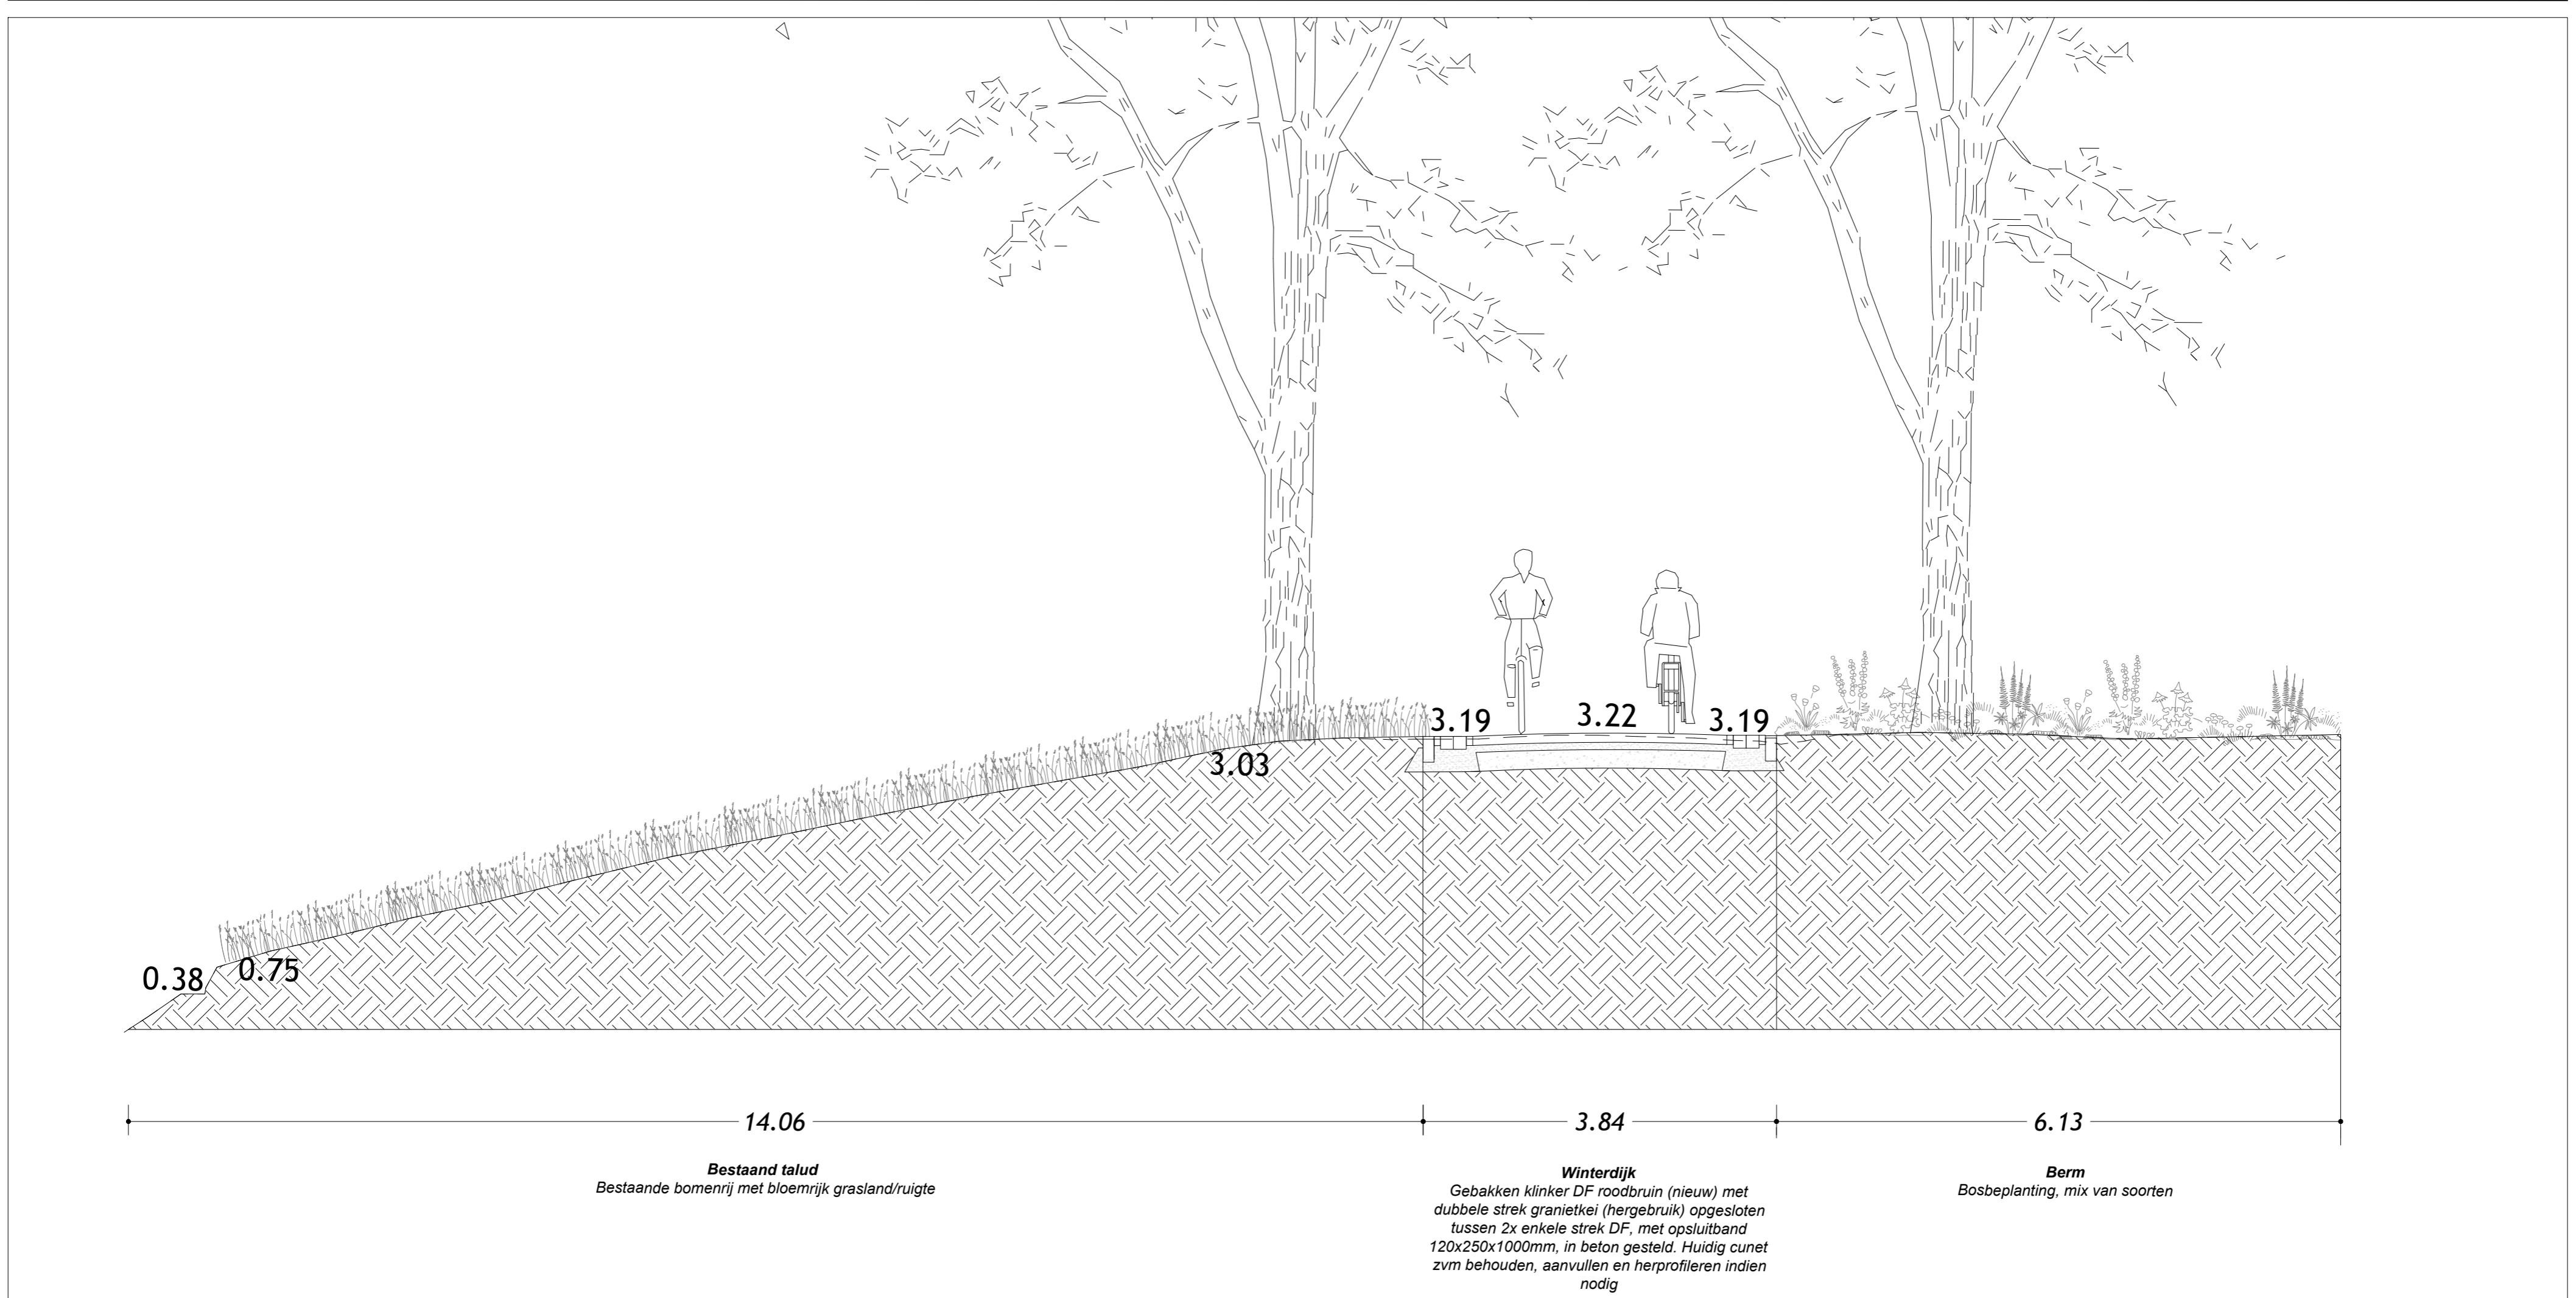 3.19
3.22
3.19
3.03
0.38
0.75
14.06
3.84
6.13
Bestaand talud
Bestaande bomenrij met bloemrijk grasland/ruigte
Winterdijk
Gebakken klinker DF roodbruin (nieuw) met
dubbele strek granietkei (hergebruik) opgesloten
tussen 2x enkele strek DF, met opsluitband
120x250x1000mm, in beton gesteld. Huidig cunet
zvm behouden, aanvullen en herprofileren indien
nodig
Berm
Bosbeplanting, mix van soorten